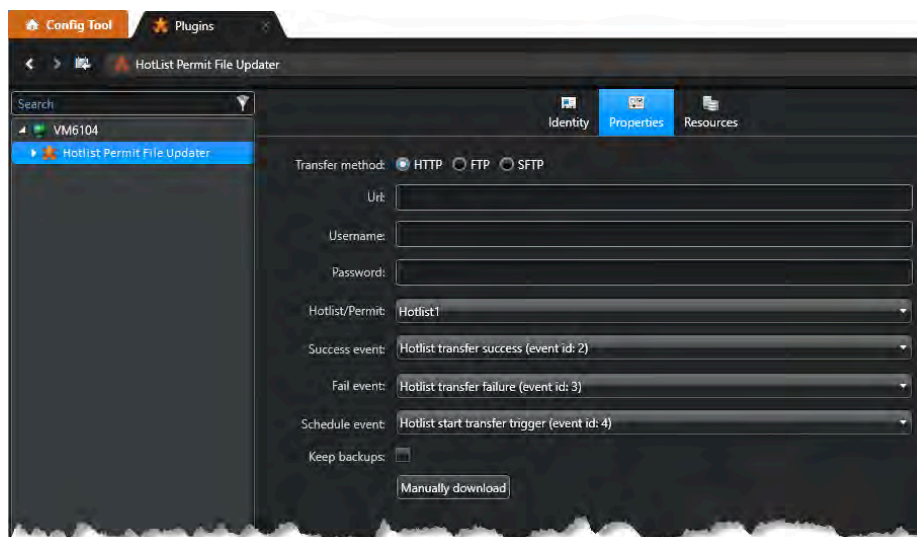 Config Tool
Plugins
HotList Permit File Updater
Search
VM6104
Hotlist Permit File Updater
Identity
Properties
Resources
Transfer method: HTTP FTP SFTP
Url:
Username:
Password:
Hotlist/Permit: Hotlist1
Success event: Hotlist transfer success (event id: 2)
Fail event: Hotlist transfer failure (event id: 3)
Schedule event: Hotlist start transfer trigger (event id: 4)
Keep backups:
Manually download